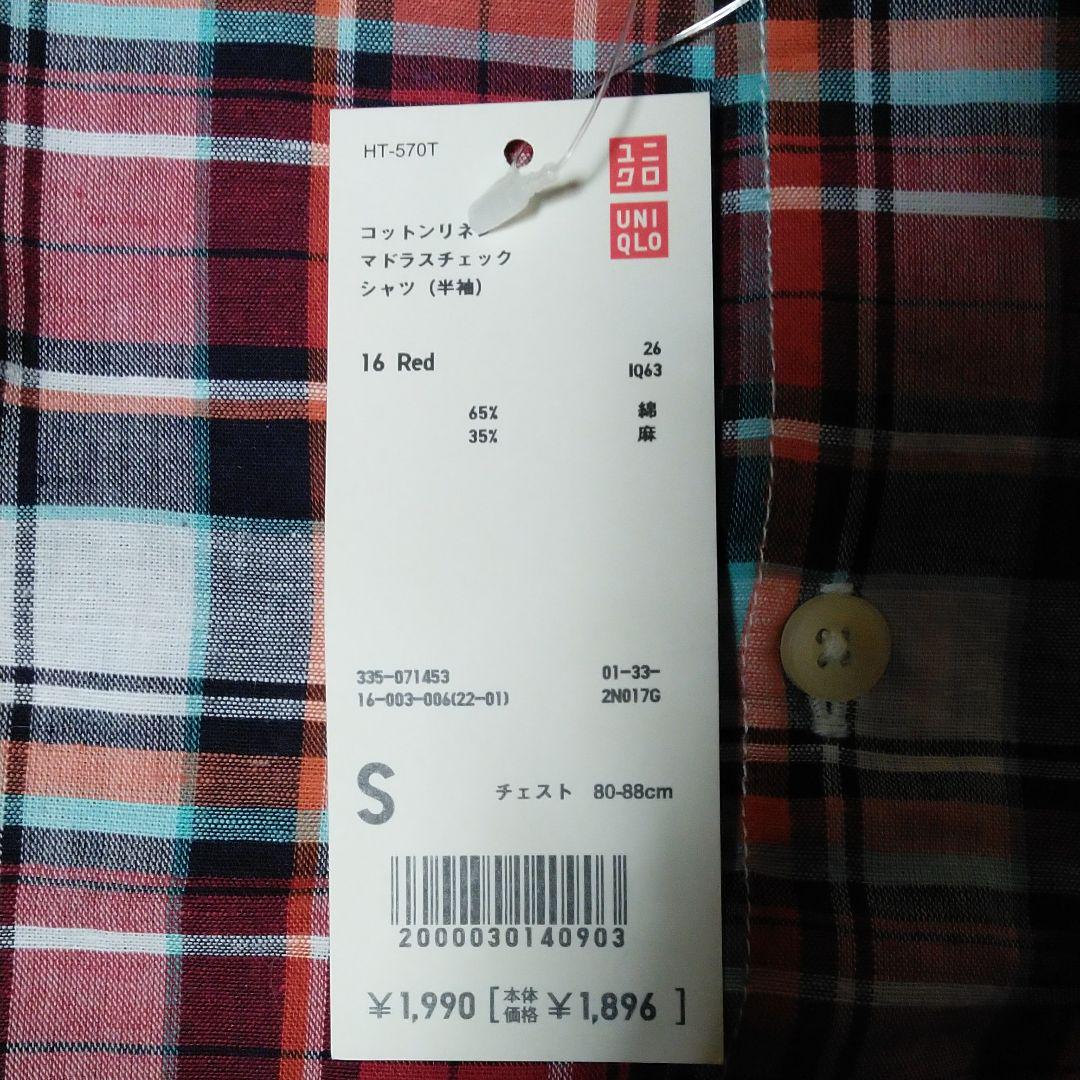 HT-570T
ユニ
クロ
UNI
QLO
コットンリネン
マドラスチェック
シャツ (半袖)
16 Red
26
IQ63
65% 綿
35% 麻
335-071453 01-33-
16-003-006(22-01) 2N017G
S チェスト 80-88cm
2000030140903
¥1,990 [本体価格 ¥1,896 ]